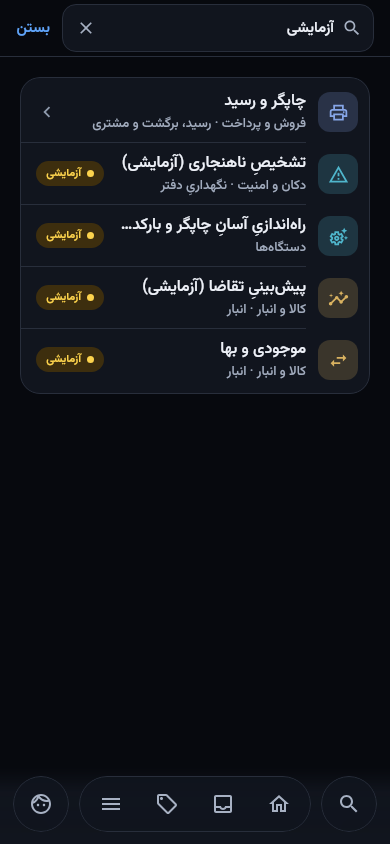 آزمایشی
بستن
چاپگر و رسید
فروش و پرداخت · رسید، برگشت و مشتری
تشخیصِ ناهنجاری (آزمایشی)
آزمایشی
دکان و امنیت · نگهداریِ دفتر
راه‌اندازیِ آسانِ چاپگر و بارکد...
آزمایشی
دستگاه‌ها
پیش‌بینیِ تقاضا (آزمایشی)
آزمایشی
کالا و انبار · انبار
موجودی و بها
آزمایشی
کالا و انبار · انبار